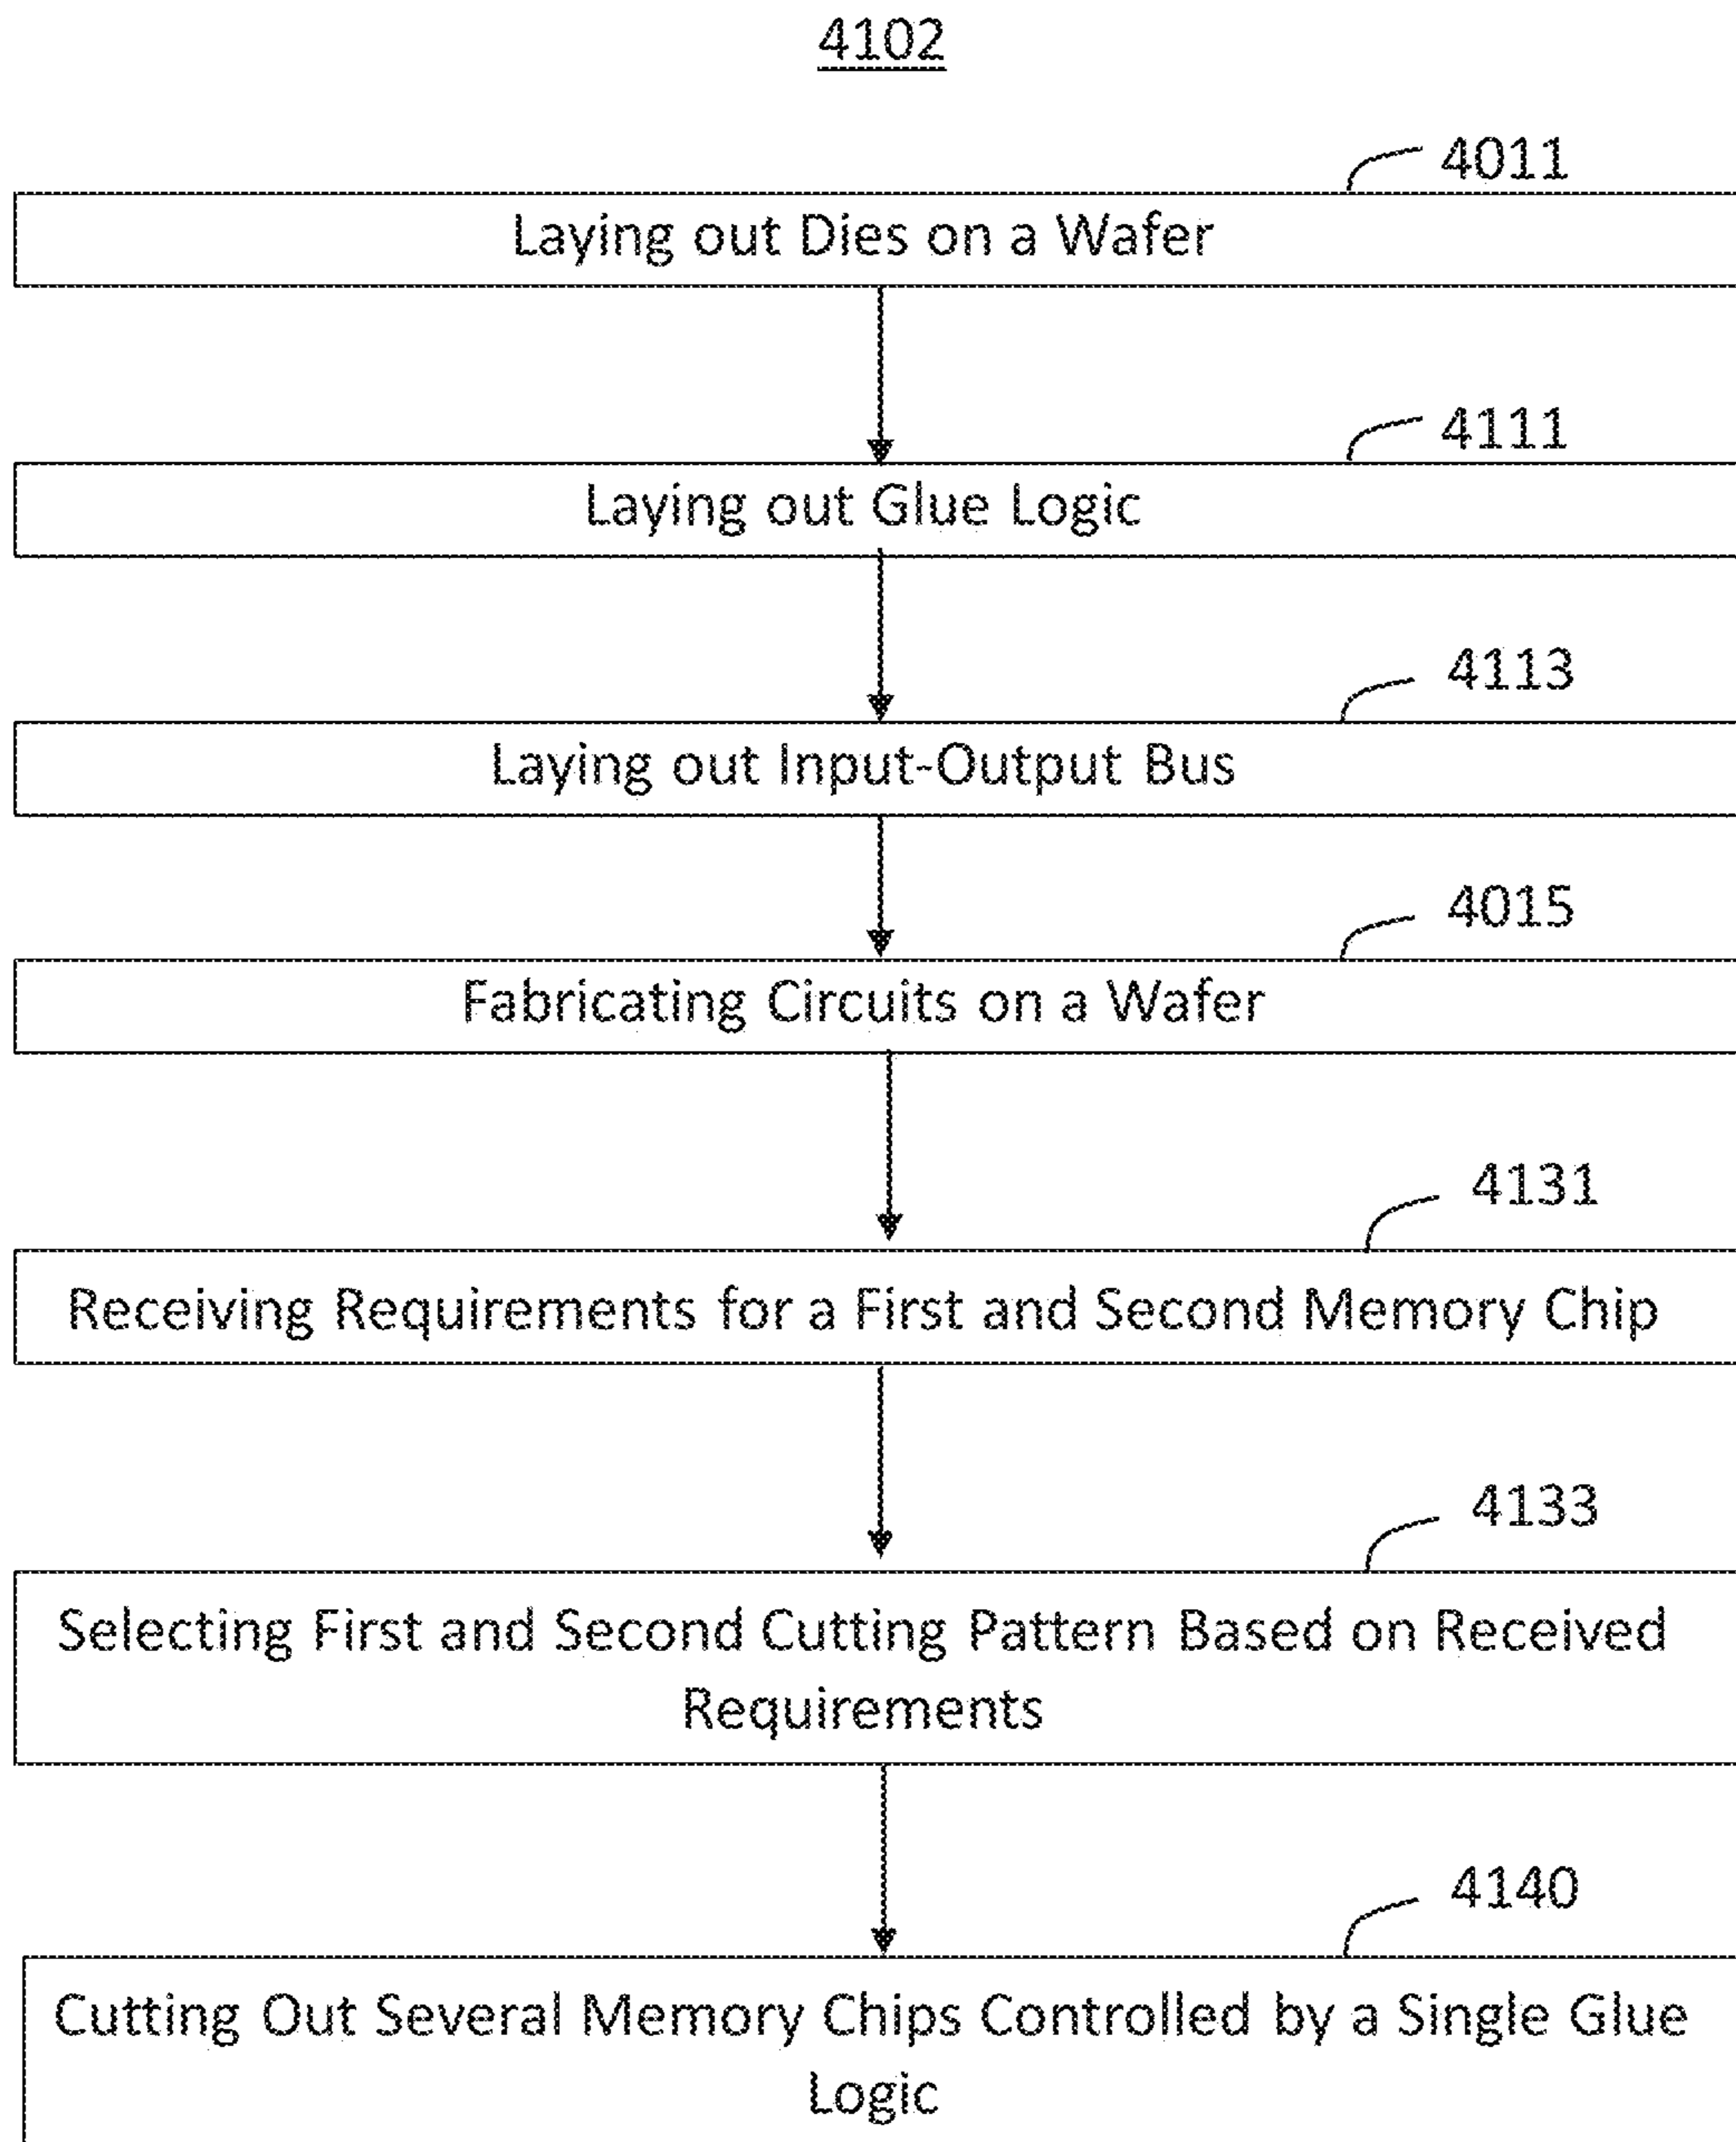 4102
4011
Laying out Dies on a Wafer
4111
Laying out Glue Logic
4113
Laying out Input-Output Bus
4015
Fabricating Circuits on a Wafer
4131
Receiving Requirements for a First and Second Memory Chip
4133
Selecting First and Second Cutting Pattern Based on Received
Requirements
4140
Cutting Out Several Memory Chips Controlled by a Single Glue
Logic